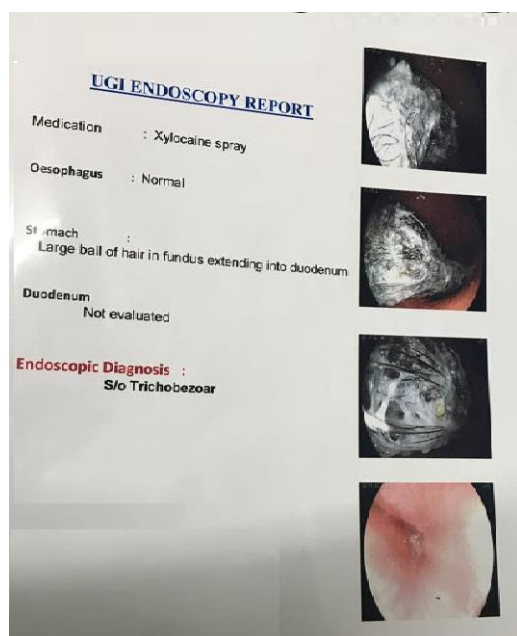 UGI ENDOSCOPY REPORT
Medication : Xylocaine spray
Oesophagus : Normal
Stomach :
Large ball of hair in fundus extending into duodenum
Duodenum
Not evaluated
Endoscopic Diagnosis :
S/o Trichobezoar